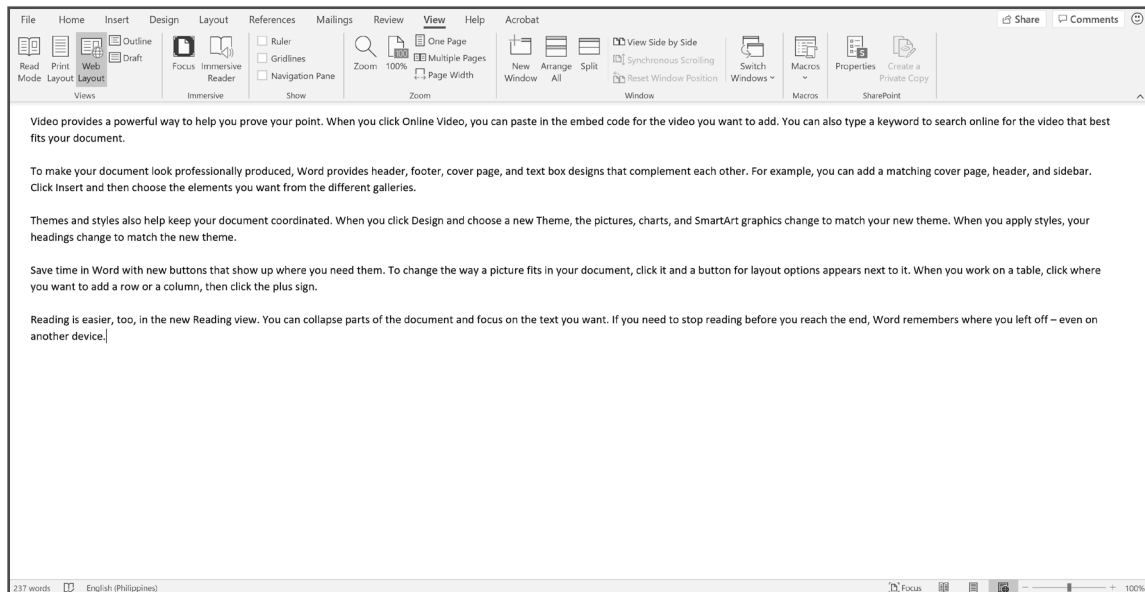 File Home Insert Design Layout References Mailings Review View Help Acrobat Share Comments
Read Mode Print Layout Web Layout Outline Draft Focus Immersive Reader Ruler Gridlines Navigation Pane Zoom 100 100% One Page Multiple Pages Page Width New Window Arrange All Split View Side by Side Synchronous Scrolling Reset Window Position Switch Windows Macros Properties Create a Private Copy
Views Immersive Show Zoom Window Macros SharePoint
Video provides a powerful way to help you prove your point. When you click Online Video, you can paste in the embed code for the video you want to add. You can also type a keyword to search online for the video that best
fits your document.
To make your document look professionally produced, Word provides header, footer, cover page, and text box designs that complement each other. For example, you can add a matching cover page, header, and sidebar.
Click Insert and then choose the elements you want from the different galleries.
Themes and styles also help keep your document coordinated. When you click Design and choose a new Theme, the pictures, charts, and SmartArt graphics change to match your new theme. When you apply styles, your
headings change to match the new theme.
Save time in Word with new buttons that show up where you need them. To change the way a picture fits in your document, click it and a button for layout options appears next to it. When you work on a table, click where
you want to add a row or a column, then click the plus sign.
Reading is easier, too, in the new Reading view. You can collapse parts of the document and focus on the text you want. If you need to stop reading before you reach the end, Word remembers where you left off – even on
another device.
237 words English (Philippines) Focus 100%